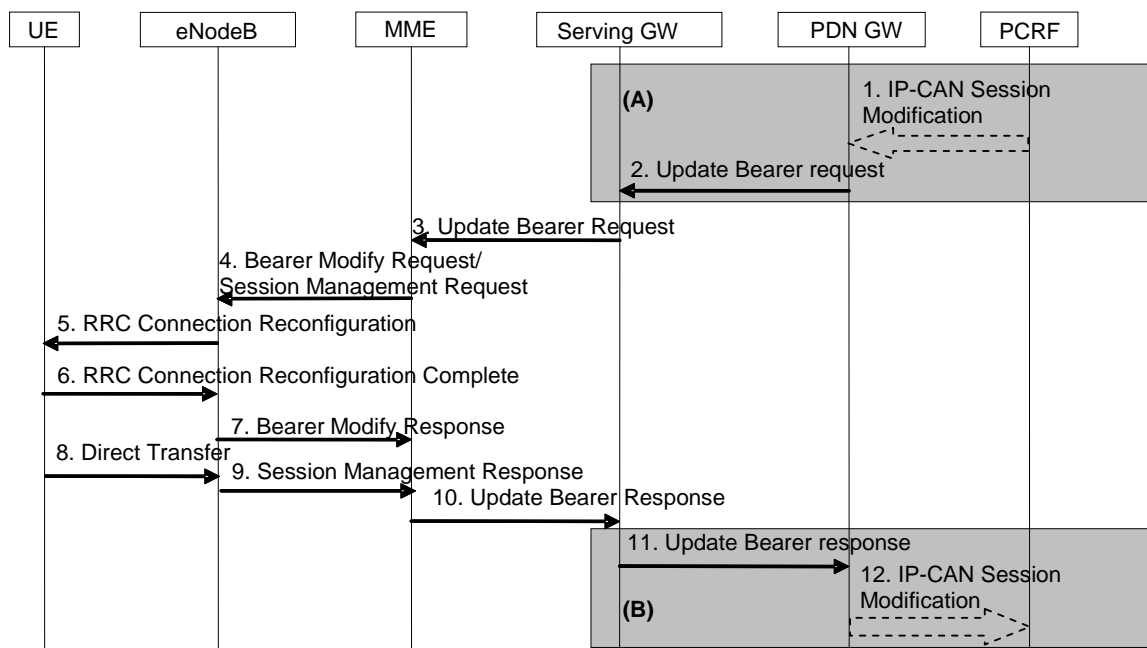 UE eNodeB MME Serving GW PDN GW PCRF
(A)
1. IP-CAN Session
Modification
2. Update Bearer request
3. Update Bearer Request
4. Bearer Modify Request/
Session Management Request
5. RRC Connection Reconfiguration
6. RRC Connection Reconfiguration Complete
7. Bearer Modify Response
8. Direct Transfer
9. Session Management Response
10. Update Bearer Response
11. Update Bearer response
12. IP-CAN Session
Modification
(B)